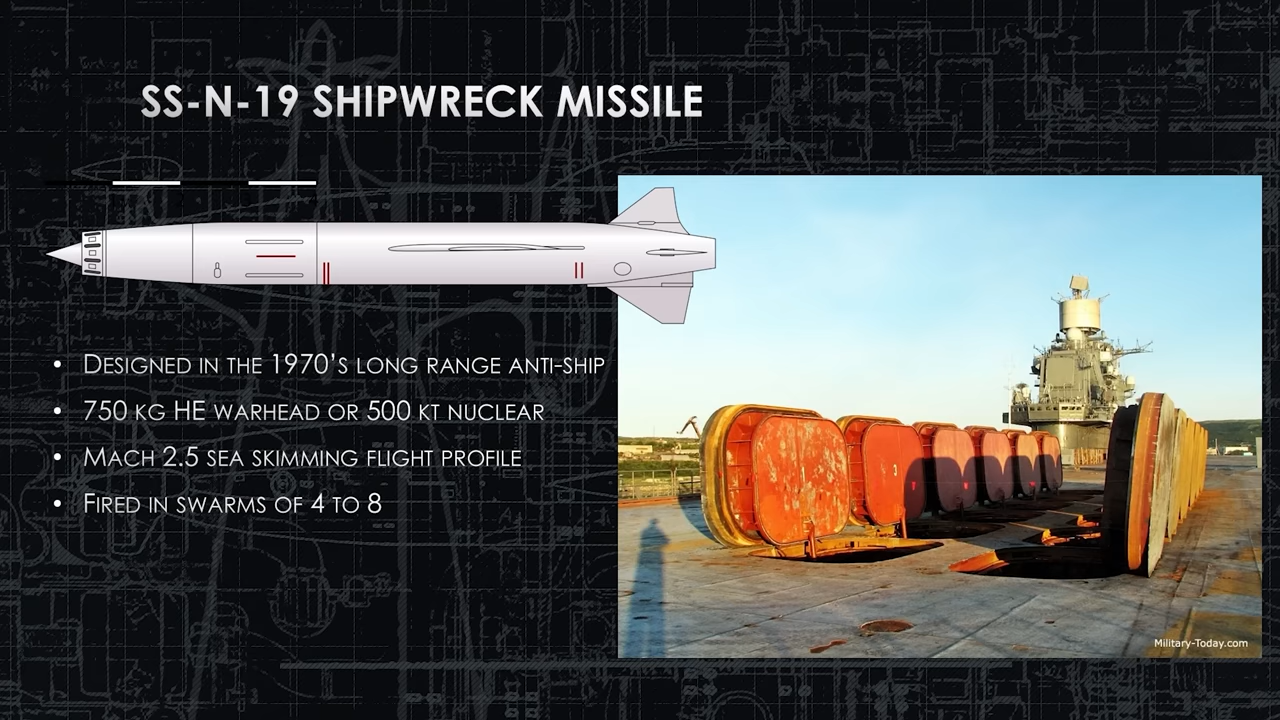 SS-N-19 SHIPWRECK MISSILE
• DESIGNED IN THE 1970'S LONG RANGE ANTI-SHIP
• 750 KG HE WARHEAD OR 500 KT NUCLEAR
• MACH 2.5 SEA SKIMMING FLIGHT PROFILE
• FIRED IN SWARMS OF 4 TO 8
Military-Today.com